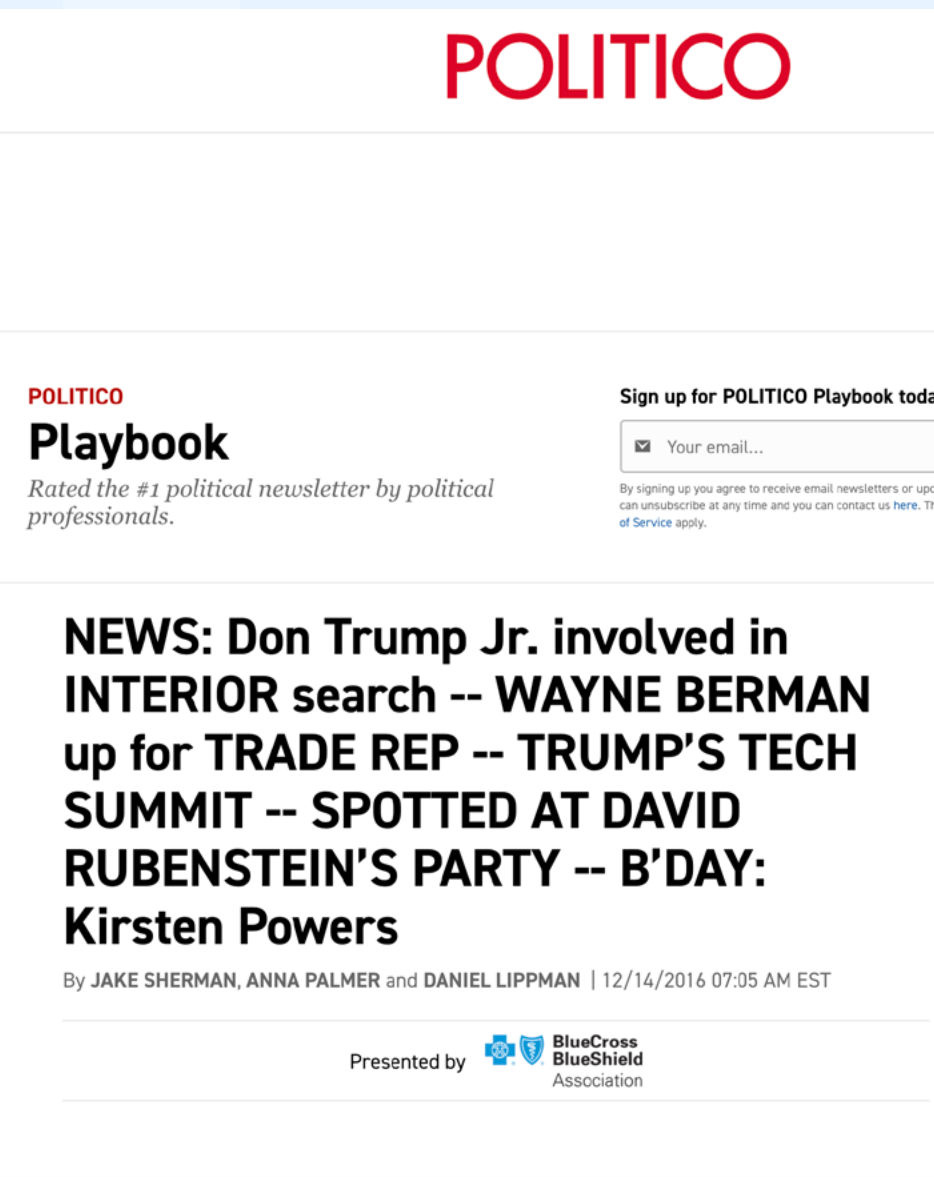 POLITICO
POLITICO
Playbook
Rated the #1 political newsletter by political
professionals.
Sign up for POLITICO Playbook
Your email...
By signing up you agree to receive email newsletters or
can unsubscribe at any time and you can contact us here.
of Service apply.
NEWS: Don Trump Jr. involved in
INTERIOR search -- WAYNE BERMAN
up for TRADE REP -- TRUMP'S TECH
SUMMIT -- SPOTTED AT DAVID
RUBENSTEIN'S PARTY -- B'DAY:
Kirsten Powers
By JAKE SHERMAN, ANNA PALMER and DANIEL LIPPMAN | 12/14/2016 07:05 AM EST
Presented by
BlueCross
BlueShield
Association